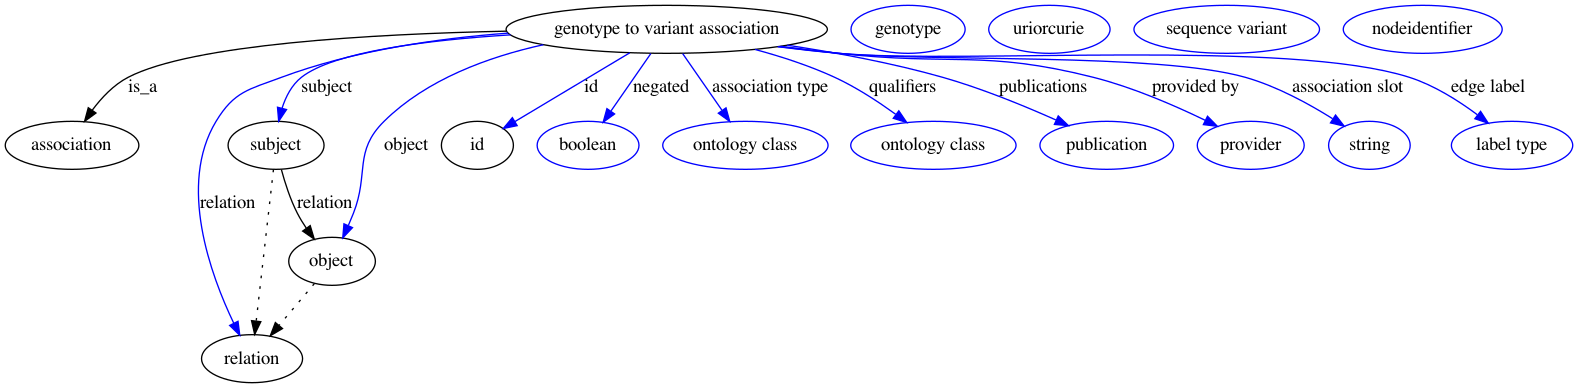 genotype to variant association
genotype
uriorcurie
sequence variant
nodeidentifier
is_a
subject
id
negated
association type
qualifiers
publications
provided by
association slot
edge label
association
subject
object
id
boolean
ontology class
ontology class
publication
provider
string
label type
relation
relation
object
relation